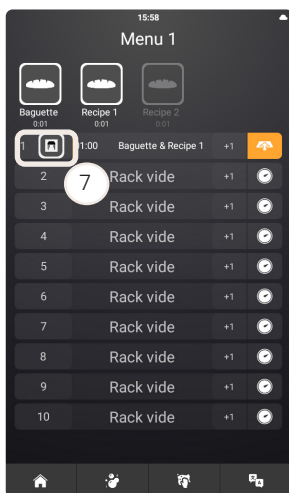 15:58
Menu 1
Baguette Recipe 1 Recipe 2
0:01 0:01 0:01
1 01:00 Baguette & Recipe 1 +1
7
2 Rack vide +1
3 Rack vide +1
4 Rack vide +1
5 Rack vide +1
6 Rack vide +1
7 Rack vide +1
8 Rack vide +1
9 Rack vide +1
10 Rack vide +1